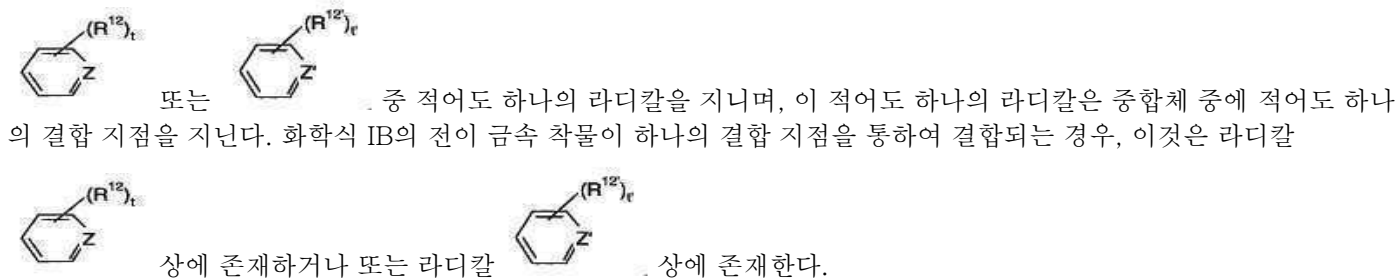 (R¹²)ₜ (R¹²')ₜ'
Z Z'
또는 중 적어도 하나의 라디칼을 지니며, 이 적어도 하나의 라디칼은 중합체 중에 적어도 하나
의 결합 지점을 지닌다. 화학식 IB의 전이 금속 착물이 하나의 결합 지점을 통하여 결합되는 경우, 이것은 라디칼
(R¹²)ₜ (R¹²')ₜ'
Z Z'
상에 존재하거나 또는 라디칼 상에 존재한다.